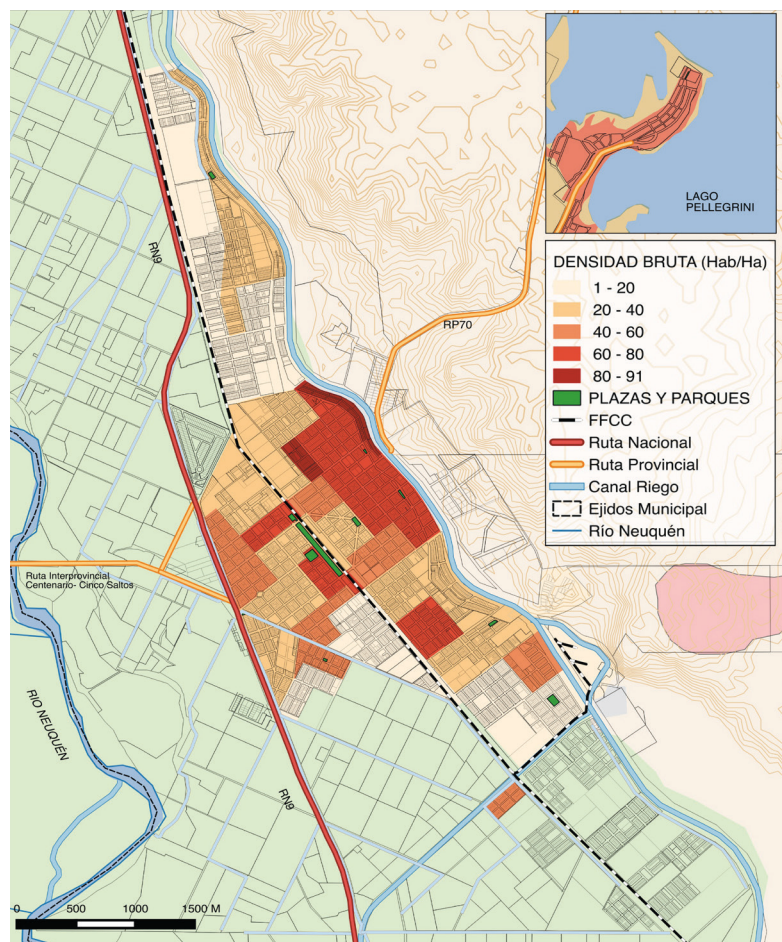 LAGO
PELLEGRINI
RN9
RP70
DENSIDAD BRUTA (Hab/Ha)
1 - 20
20 - 40
40 - 60
60 - 80
80 - 91
PLAZAS Y PARQUES
FFCC
Ruta Nacional
Ruta Provincial
Canal Riego
Ejidos Municipal
Río Neuquén
Ruta Interprovincial
Centenario- Cinco Saltos
RIO NEUQUÉN
RN9
0 500 1000 1500 M